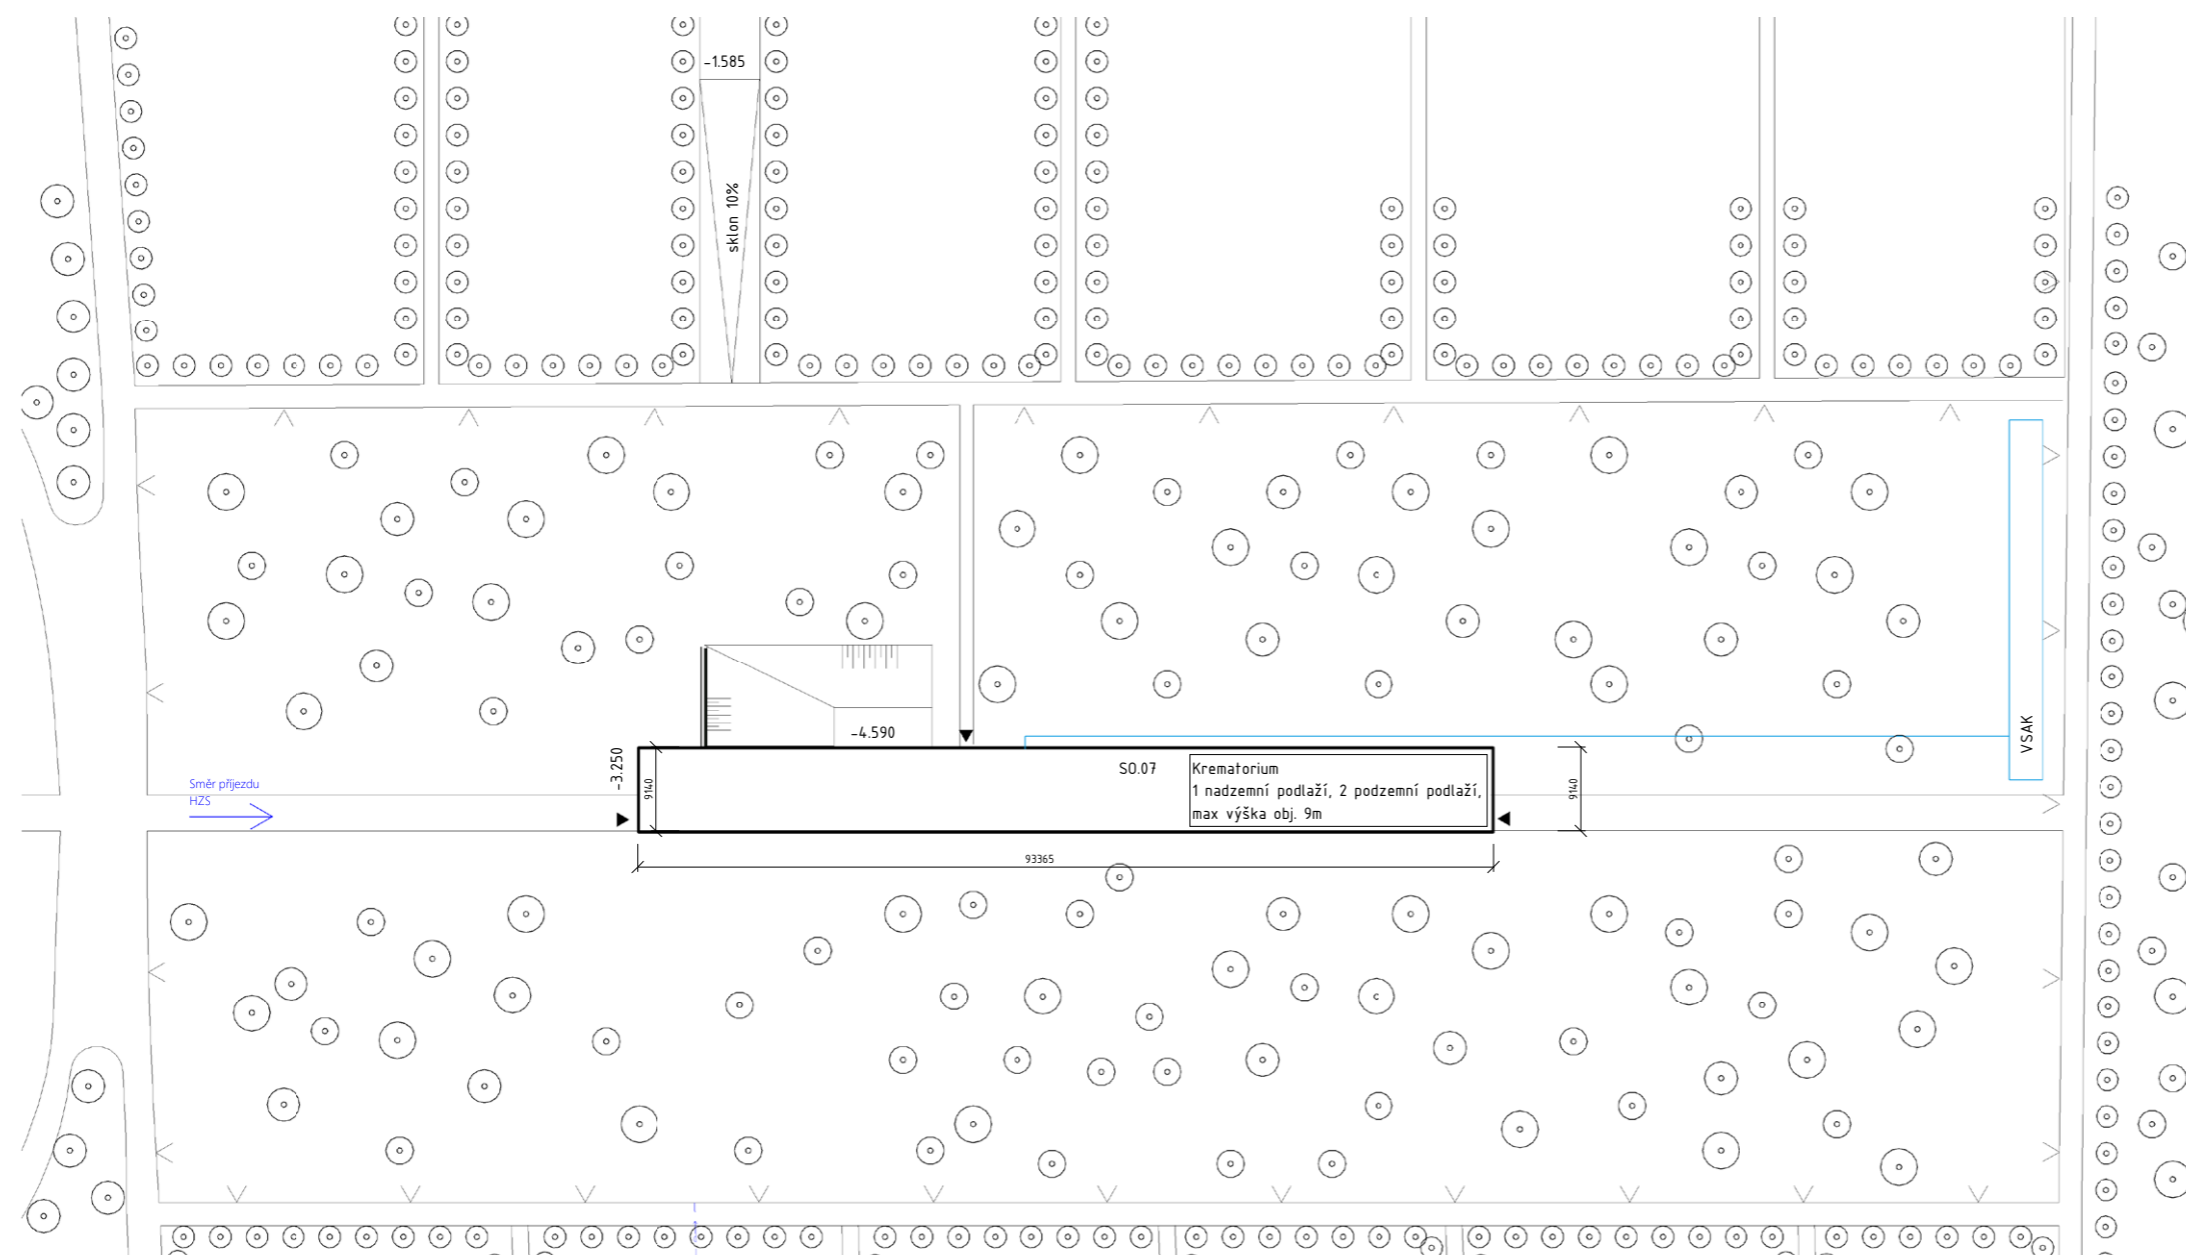 -1.585
sklon 10%
-4.590
VSAK
-3.250
9140
SO.07
Krematorium
1 nadzemní podlaží, 2 podzemní podlaží,
max výška obj. 9m
9140
Směr příjezdu
HZS
93365